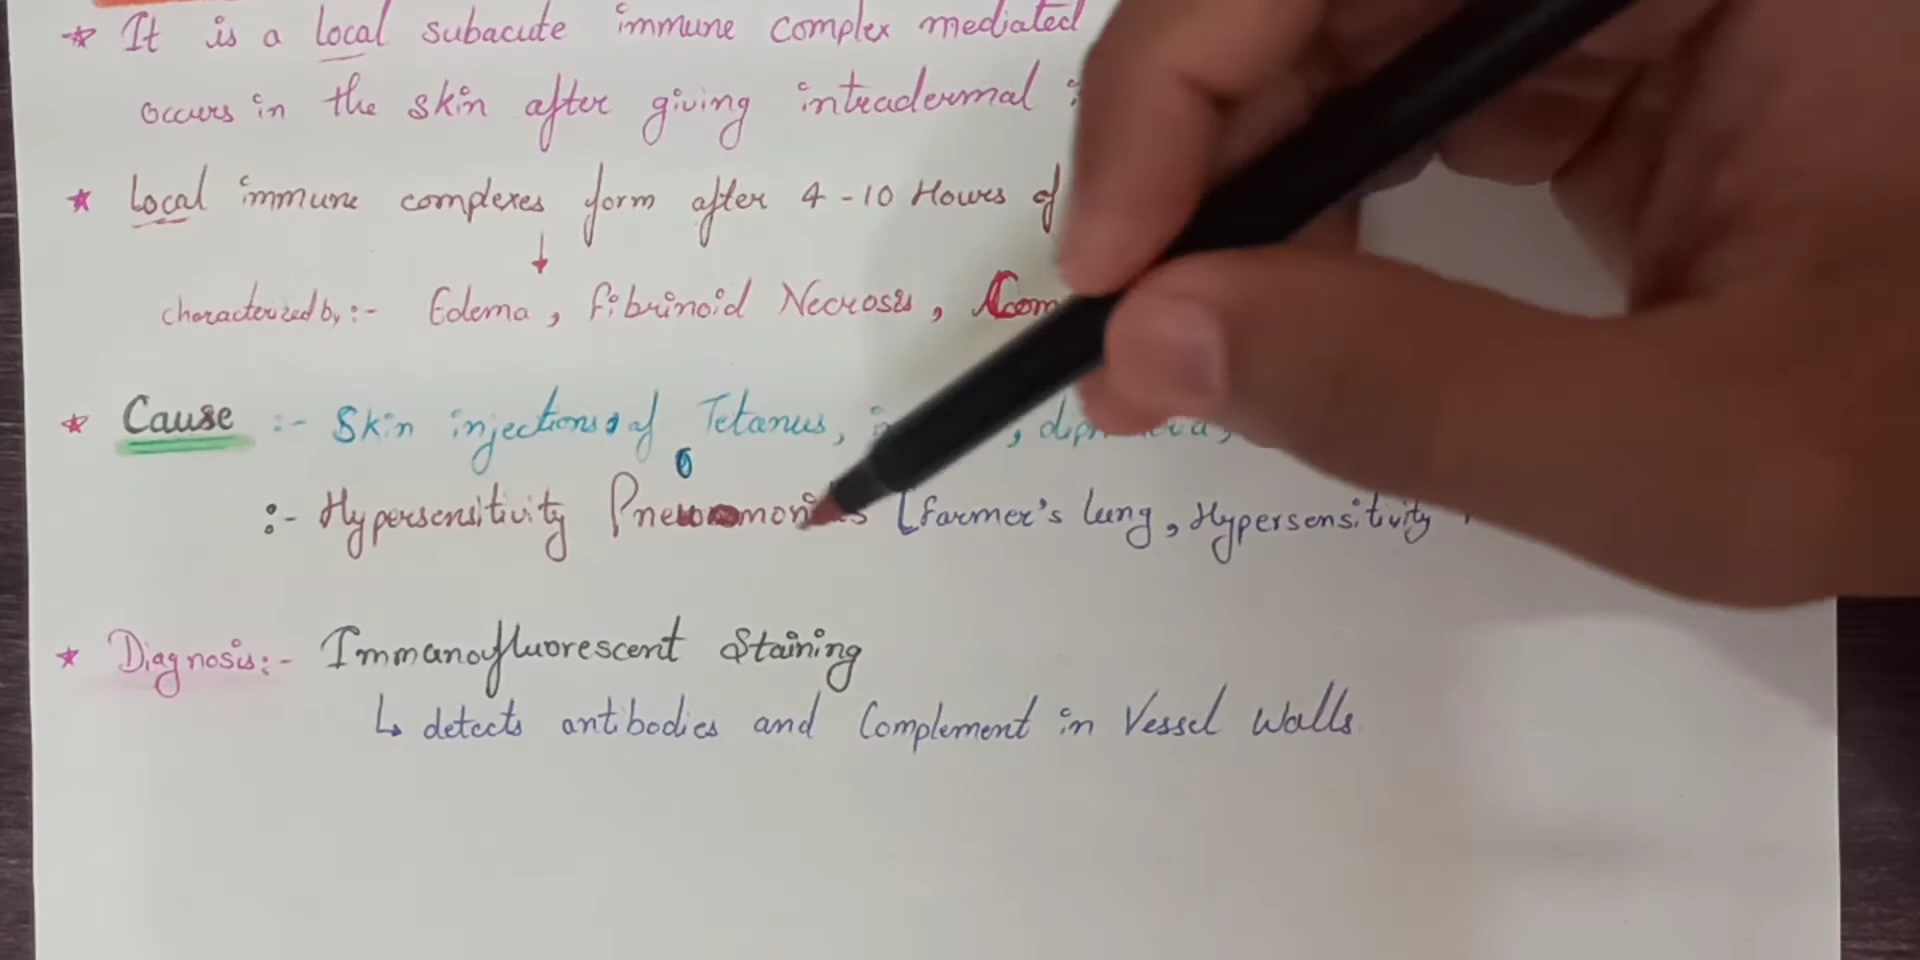 ★ It is a local subacute immune complex mediated
occurs in the skin after giving intradermal
★ Local immune complexes form after 4-10 Hours of
↓
characterized by :- Edema, fibrinoid Necrosis,
★ Cause :- Skin injections of Tetanus,
:- Hypersensitivity [farmer's lung, Hypersensitivity
★ Diagnosis:- Immunofluorescent Staining
↳ detects antibodies and Complement in Vessel Walls